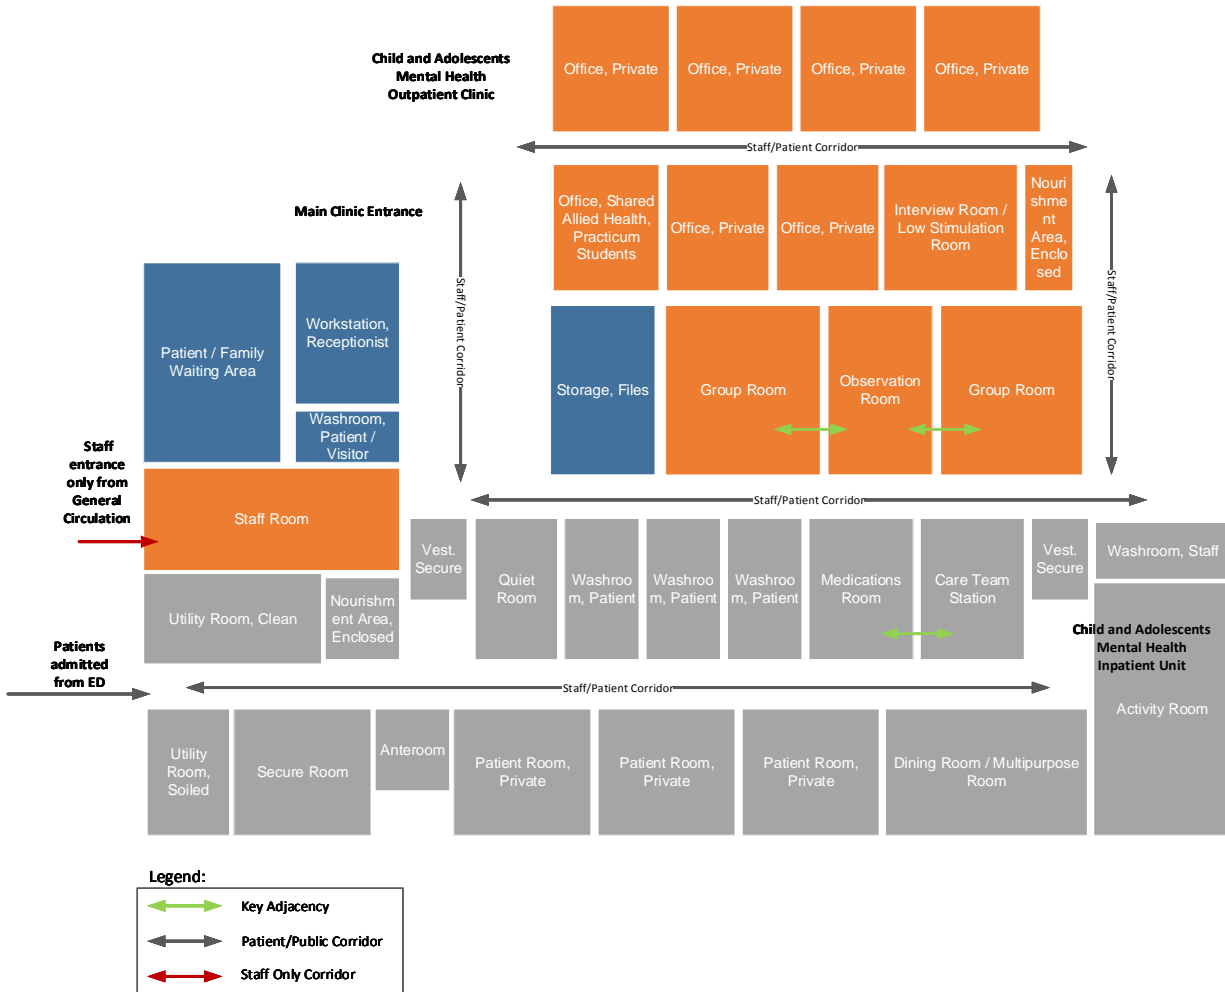 Child and Adolescents
Mental Health
Outpatient Clinic
Office, Private
Office, Private
Office, Private
Office, Private
Staff/Patient Corridor
Main Clinic Entrance
Staff/Patient Corridor
Office, Shared
Allied Health,
Practicum
Students
Office, Private
Office, Private
Interview Room /
Low Stimulation
Room
Nouri
shme
nt
Area,
Enclo
sed
Staff/Patient Corridor
Patient / Family
Waiting Area
Workstation,
Receptionist
Washroom,
Patient /
Visitor
Storage, Files
Group Room
Observation
Room
Group Room
Staff
entrance
only from
General
Circulation
Staff Room
Staff/Patient Corridor
Vest.
Secure
Quiet
Room
Washroo
m, Patient
Washroo
m, Patient
Washroo
m, Patient
Medications
Room
Care Team
Station
Vest.
Secure
Washroom, Staff
Utility Room, Clean
Nourishm
ent Area,
Enclosed
Child and Adolescents
Mental Health
Inpatient Unit
Activity Room
Patients
admitted
from ED
Staff/Patient Corridor
Utility
Room,
Soiled
Secure Room
Anteroom
Patient Room,
Private
Patient Room,
Private
Patient Room,
Private
Dining Room / Multipurpose
Room
Legend:
Key Adjacency
Patient/Public Corridor
Staff Only Corridor